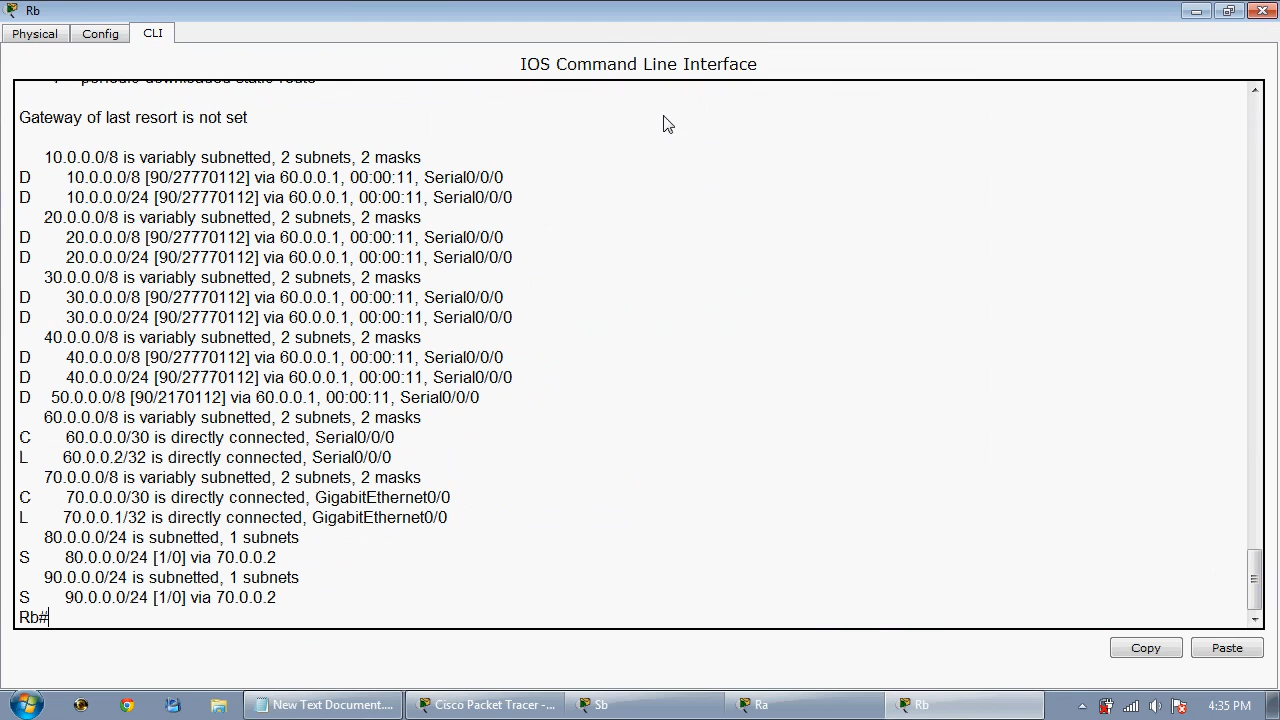 Rb
Physical Config CLI
IOS Command Line Interface
periodic downloaded static route
Gateway of last resort is not set
10.0.0.0/8 is variably subnetted, 2 subnets, 2 masks
D 10.0.0.0/8 [90/27770112] via 60.0.0.1, 00:00:11, Serial0/0/0
D 10.0.0.0/24 [90/27770112] via 60.0.0.1, 00:00:11, Serial0/0/0
20.0.0.0/8 is variably subnetted, 2 subnets, 2 masks
D 20.0.0.0/8 [90/27770112] via 60.0.0.1, 00:00:11, Serial0/0/0
D 20.0.0.0/24 [90/27770112] via 60.0.0.1, 00:00:11, Serial0/0/0
30.0.0.0/8 is variably subnetted, 2 subnets, 2 masks
D 30.0.0.0/8 [90/27770112] via 60.0.0.1, 00:00:11, Serial0/0/0
D 30.0.0.0/24 [90/27770112] via 60.0.0.1, 00:00:11, Serial0/0/0
40.0.0.0/8 is variably subnetted, 2 subnets, 2 masks
D 40.0.0.0/8 [90/27770112] via 60.0.0.1, 00:00:11, Serial0/0/0
D 40.0.0.0/24 [90/27770112] via 60.0.0.1, 00:00:11, Serial0/0/0
D 50.0.0.0/8 [90/2170112] via 60.0.0.1, 00:00:11, Serial0/0/0
60.0.0.0/8 is variably subnetted, 2 subnets, 2 masks
C 60.0.0.0/30 is directly connected, Serial0/0/0
L 60.0.0.2/32 is directly connected, Serial0/0/0
70.0.0.0/8 is variably subnetted, 2 subnets, 2 masks
C 70.0.0.0/30 is directly connected, GigabitEthernet0/0
L 70.0.0.1/32 is directly connected, GigabitEthernet0/0
80.0.0.0/24 is subnetted, 1 subnets
S 80.0.0.0/24 [1/0] via 70.0.0.2
90.0.0.0/24 is subnetted, 1 subnets
S 90.0.0.0/24 [1/0] via 70.0.0.2
Rb#
Copy Paste
New Text Document.... Cisco Packet Tracer -... Sb Ra Rb 4:35 PM